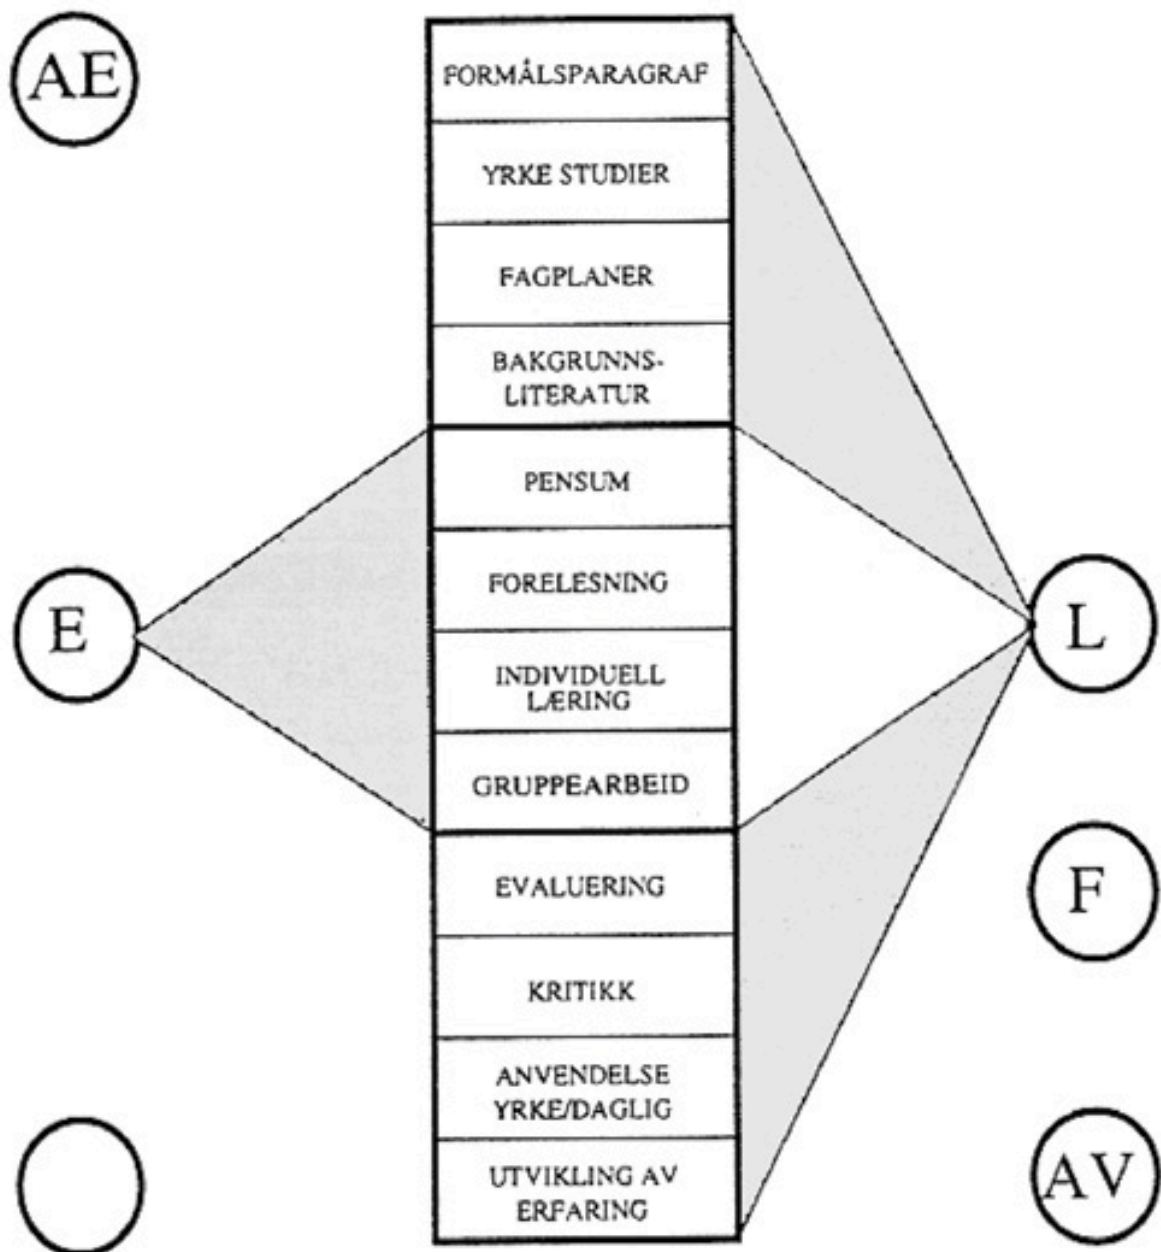 AE
FORMÅLSPARAGRAF
YRKE STUDIER
FAGPLANER
BAKGRUNNS-
LITERATUR
PENSUM
FORELESNING
E
L
INDIVIDUELL
LÆRING
GRUPPEARBEID
EVALUERING
F
KRITIKK
ANVENDELSE
YRKE/DAGLIG
UTVIKLING AV
ERFARING
AV